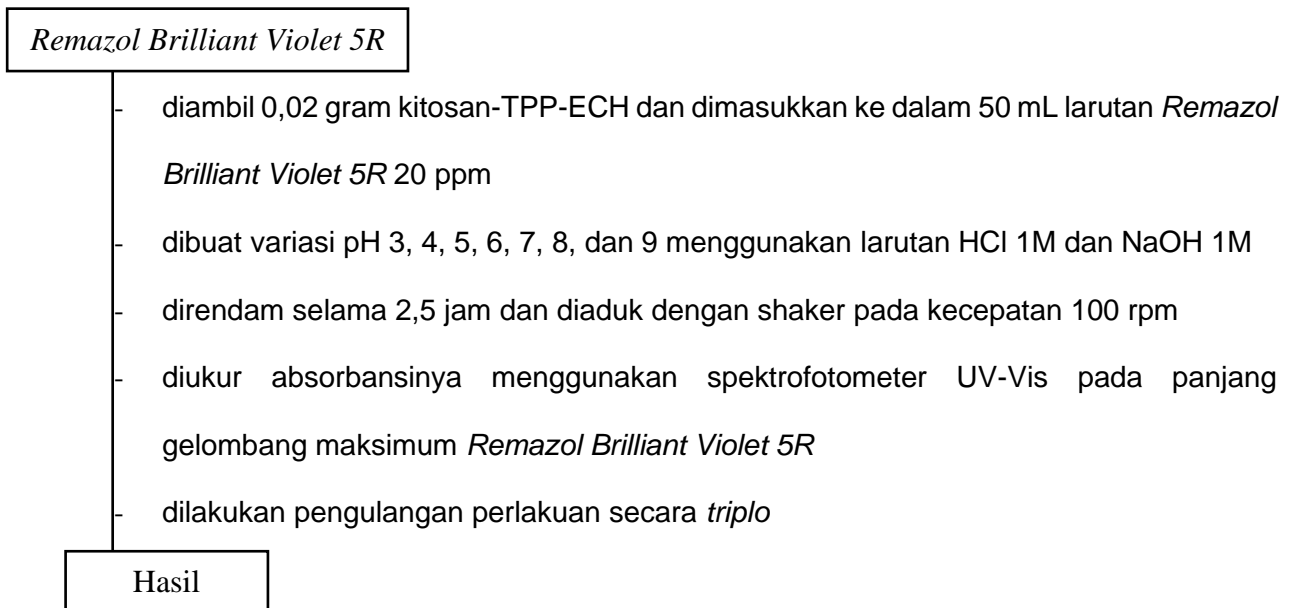 Remazol Brilliant Violet 5R
- diambil 0,02 gram kitosan-TPP-ECH dan dimasukkan ke dalam 50 mL larutan Remazol
Brilliant Violet 5R 20 ppm
- dibuat variasi pH 3, 4, 5, 6, 7, 8, dan 9 menggunakan larutan HCl 1M dan NaOH 1M
- direndam selama 2,5 jam dan diaduk dengan shaker pada kecepatan 100 rpm
- diukur absorbansinya menggunakan spektrofotometer UV-Vis pada panjang
gelombang maksimum Remazol Brilliant Violet 5R
- dilakukan pengulangan perlakuan secara triplo
Hasil